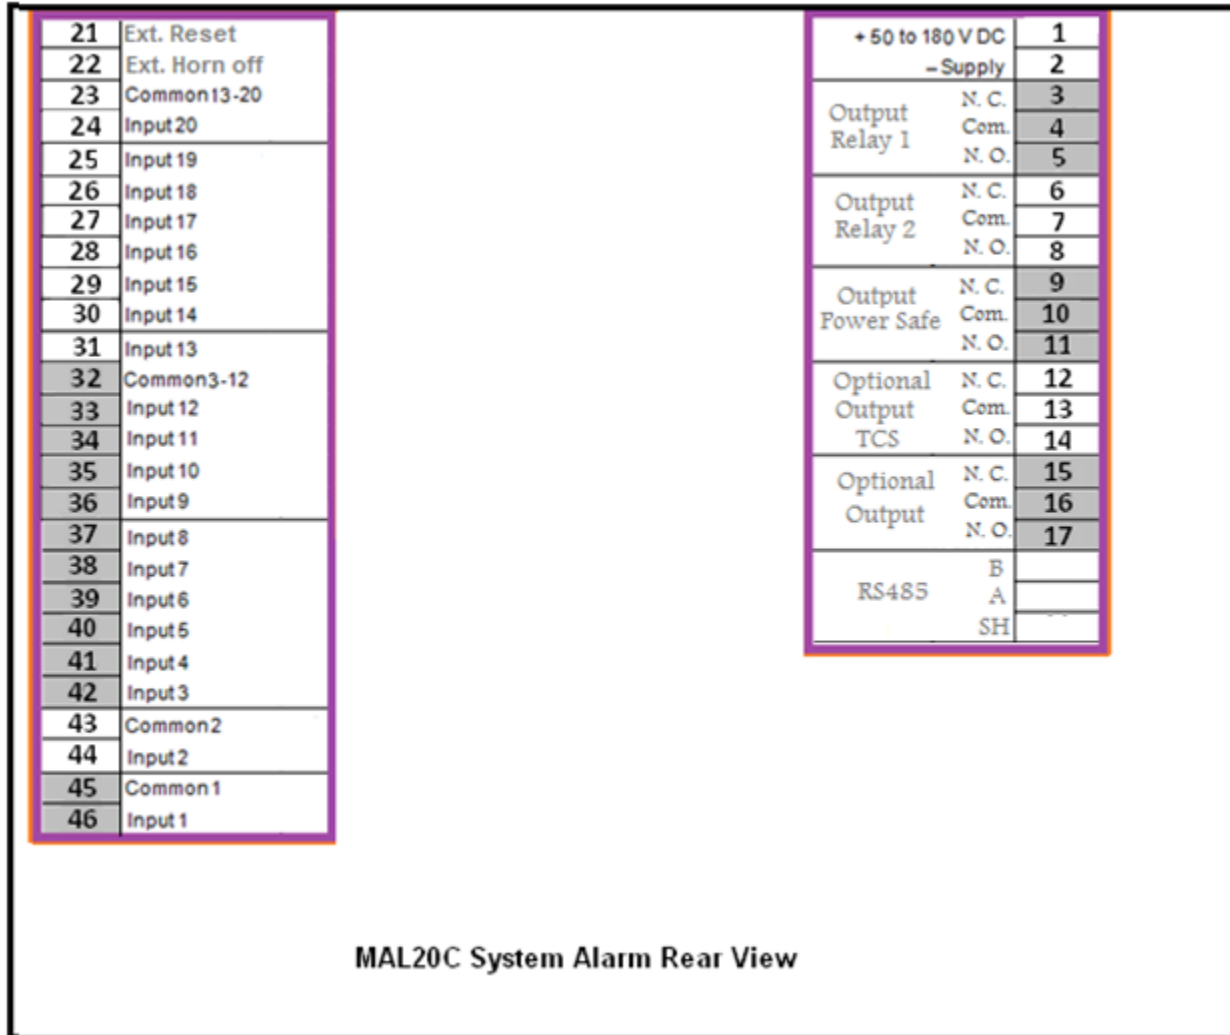 21 Ext. Reset
22 Ext. Horn off
23 Common13-20
24 Input20
25 Input19
26 Input18
27 Input17
28 Input16
29 Input15
30 Input14
31 Input13
32 Common3-12
33 Input12
34 Input11
35 Input10
36 Input9
37 Input8
38 Input7
39 Input6
40 Input5
41 Input4
42 Input3
43 Common2
44 Input2
45 Common1
46 Input1
+ 50 to 180 V DC 1
– Supply 2
Output Relay 1
N. C. 3
Com. 4
N. O. 5
Output Relay 2
N. C. 6
Com. 7
N. O. 8
Output Power Safe
N. C. 9
Com. 10
N. O. 11
Optional Output TCS
N. C. 12
Com. 13
N. O. 14
Optional Output
N. C. 15
Com. 16
N. O. 17
RS485
B
A
SH
MAL20C System Alarm Rear View